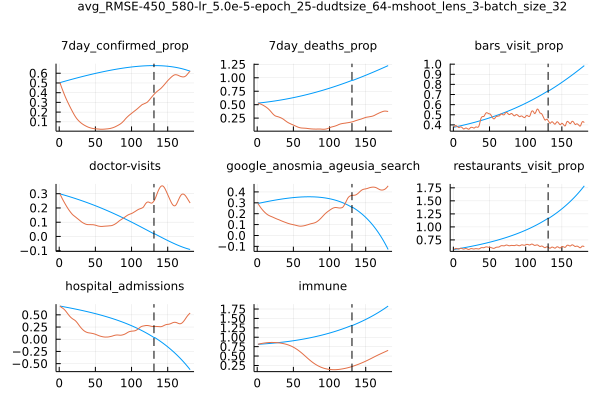 avg_RMSE-450_580-lr_5.0e-5-epoch_25-dudtsize_64-mshoot_lens_3-batch_size_32
7day_confirmed_prop 7day_deaths_prop bars_visit_prop
0.6 0.5 0.4 0.3 0.2 0.1
0 50 100 150
1.25 1.00 0.75 0.50 0.25
0 50 100 150
1.0 0.9 0.8 0.7 0.6 0.5 0.4
0 50 100 150
doctor-visits google_anosmia_ageusia_search restaurants_visit_prop
0.3 0.2 0.1 0.0 −0.1
0 50 100 150
0.4 0.3 0.2 0.1 0.0 −0.1
0 50 100 150
1.75 1.50 1.25 1.00 0.75
0 50 100 150
hospital_admissions immune
0.50 0.25 0.00 −0.25 −0.50
0 50 100 150
1.75 1.50 1.25 1.00 0.75 0.50 0.25
0 50 100 150